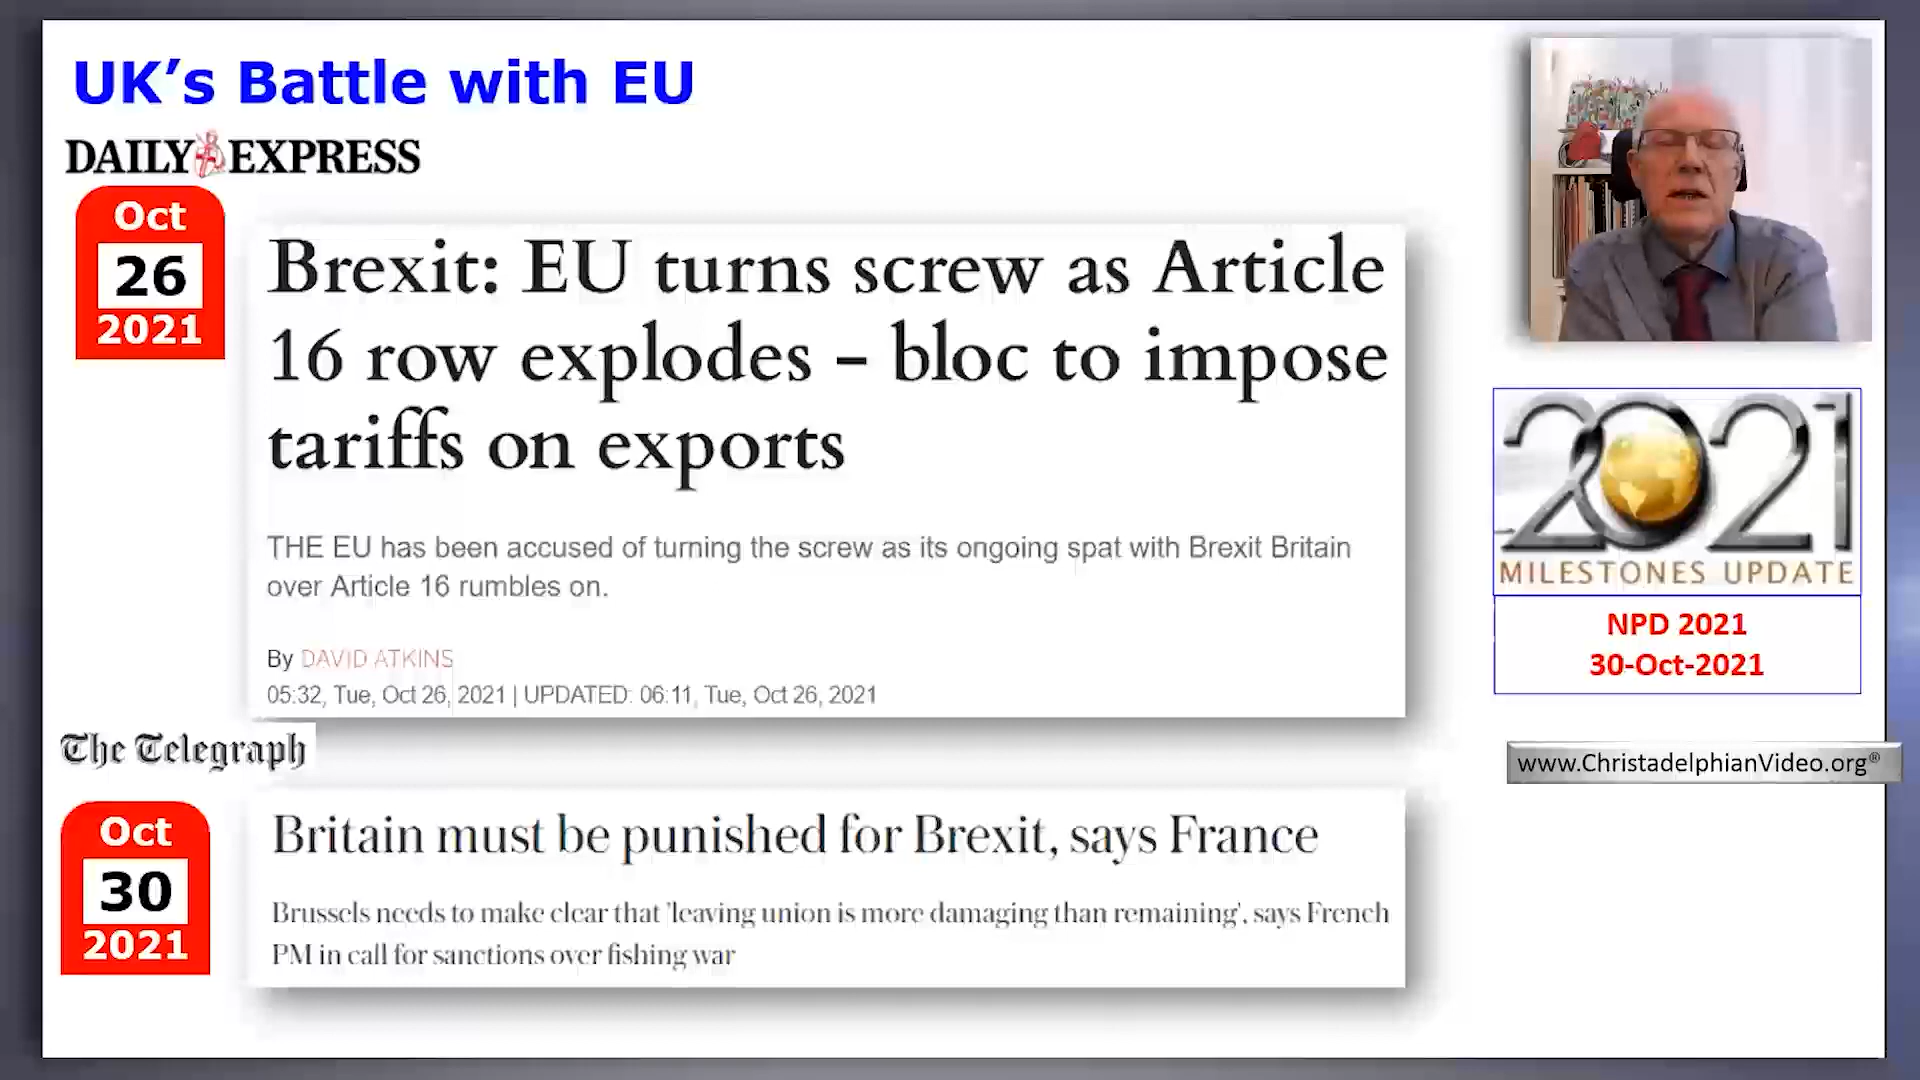 UK's Battle with EU
DAILY EXPRESS
Oct
26
2021
Brexit: EU turns screw as Article
16 row explodes – bloc to impose
tariffs on exports
THE EU has been accused of turning the screw as its ongoing spat with Brexit Britain
over Article 16 rumbles on.
By DAVID ATKINS
05:32, Tue, Oct 26, 2021 | UPDATED: 06:11, Tue, Oct 26, 2021
The Telegraph
Oct
30
2021
Britain must be punished for Brexit, says France
Brussels needs to make clear that 'leaving union is more damaging than remaining', says French
PM in call for sanctions over fishing war
2021
MILESTONES UPDATE
NPD 2021
30-Oct-2021
www.ChristadelphianVideo.org®